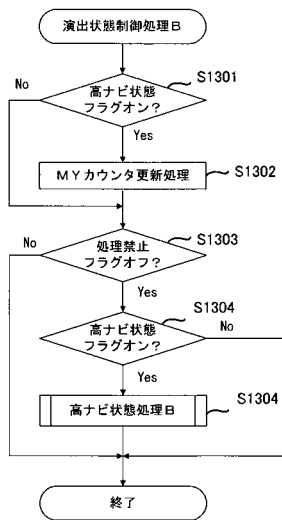 演出状態制御処理B
No
S1301
高ナビ状態
フラグオン？
Yes
MYカウンタ更新処理
S1302
No
S1303
処理禁止
フラグオフ？
Yes
S1304
高ナビ状態
フラグオン？
No
Yes
高ナビ状態処理B
S1304
終了